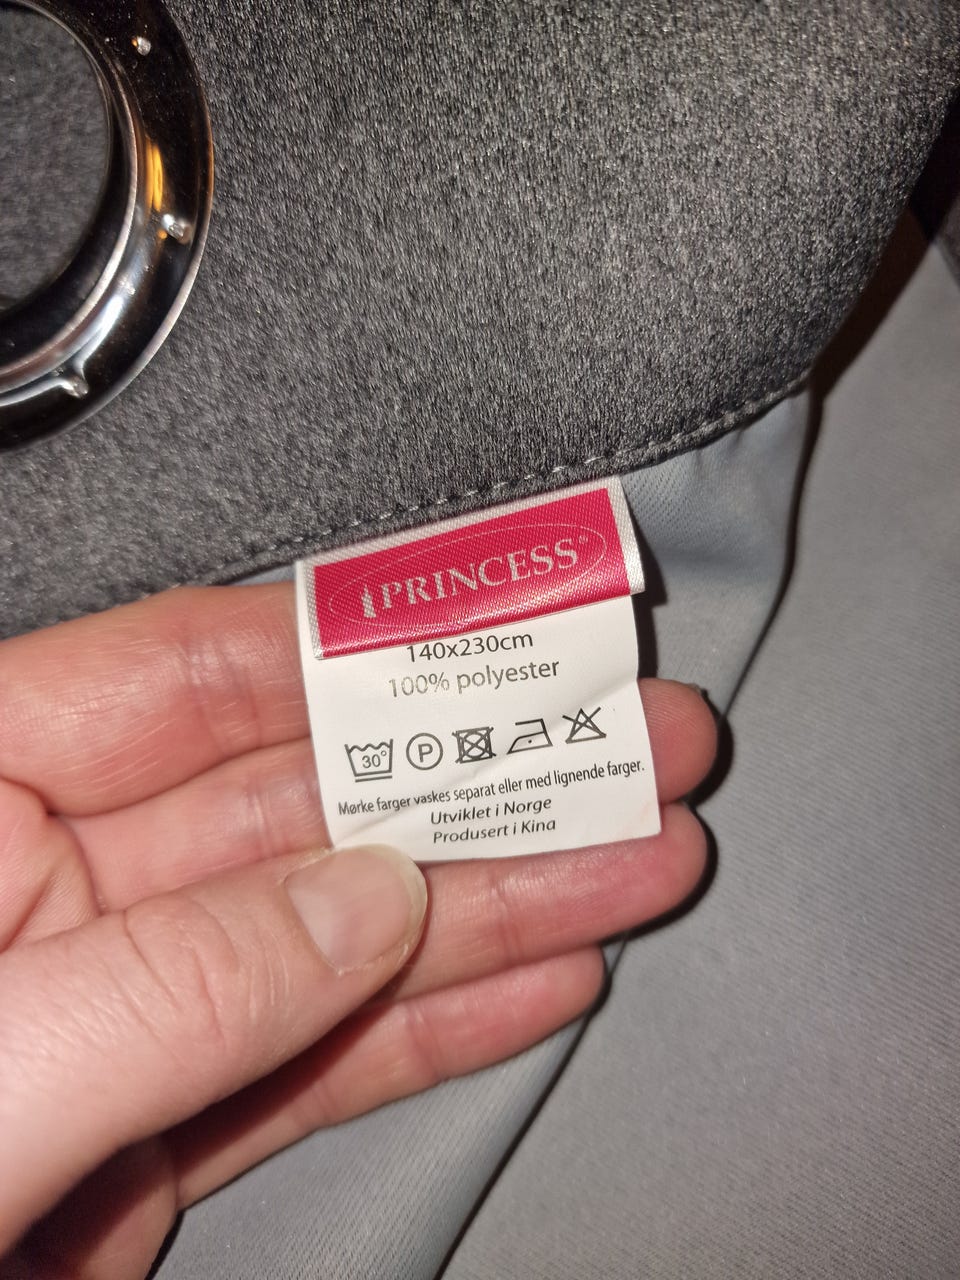 PRINCESS®
140x230cm
100% polyester
30° P
Mørke farger vaskes separat eller med lignende farger.
Utviklet i Norge
Produsert i Kina